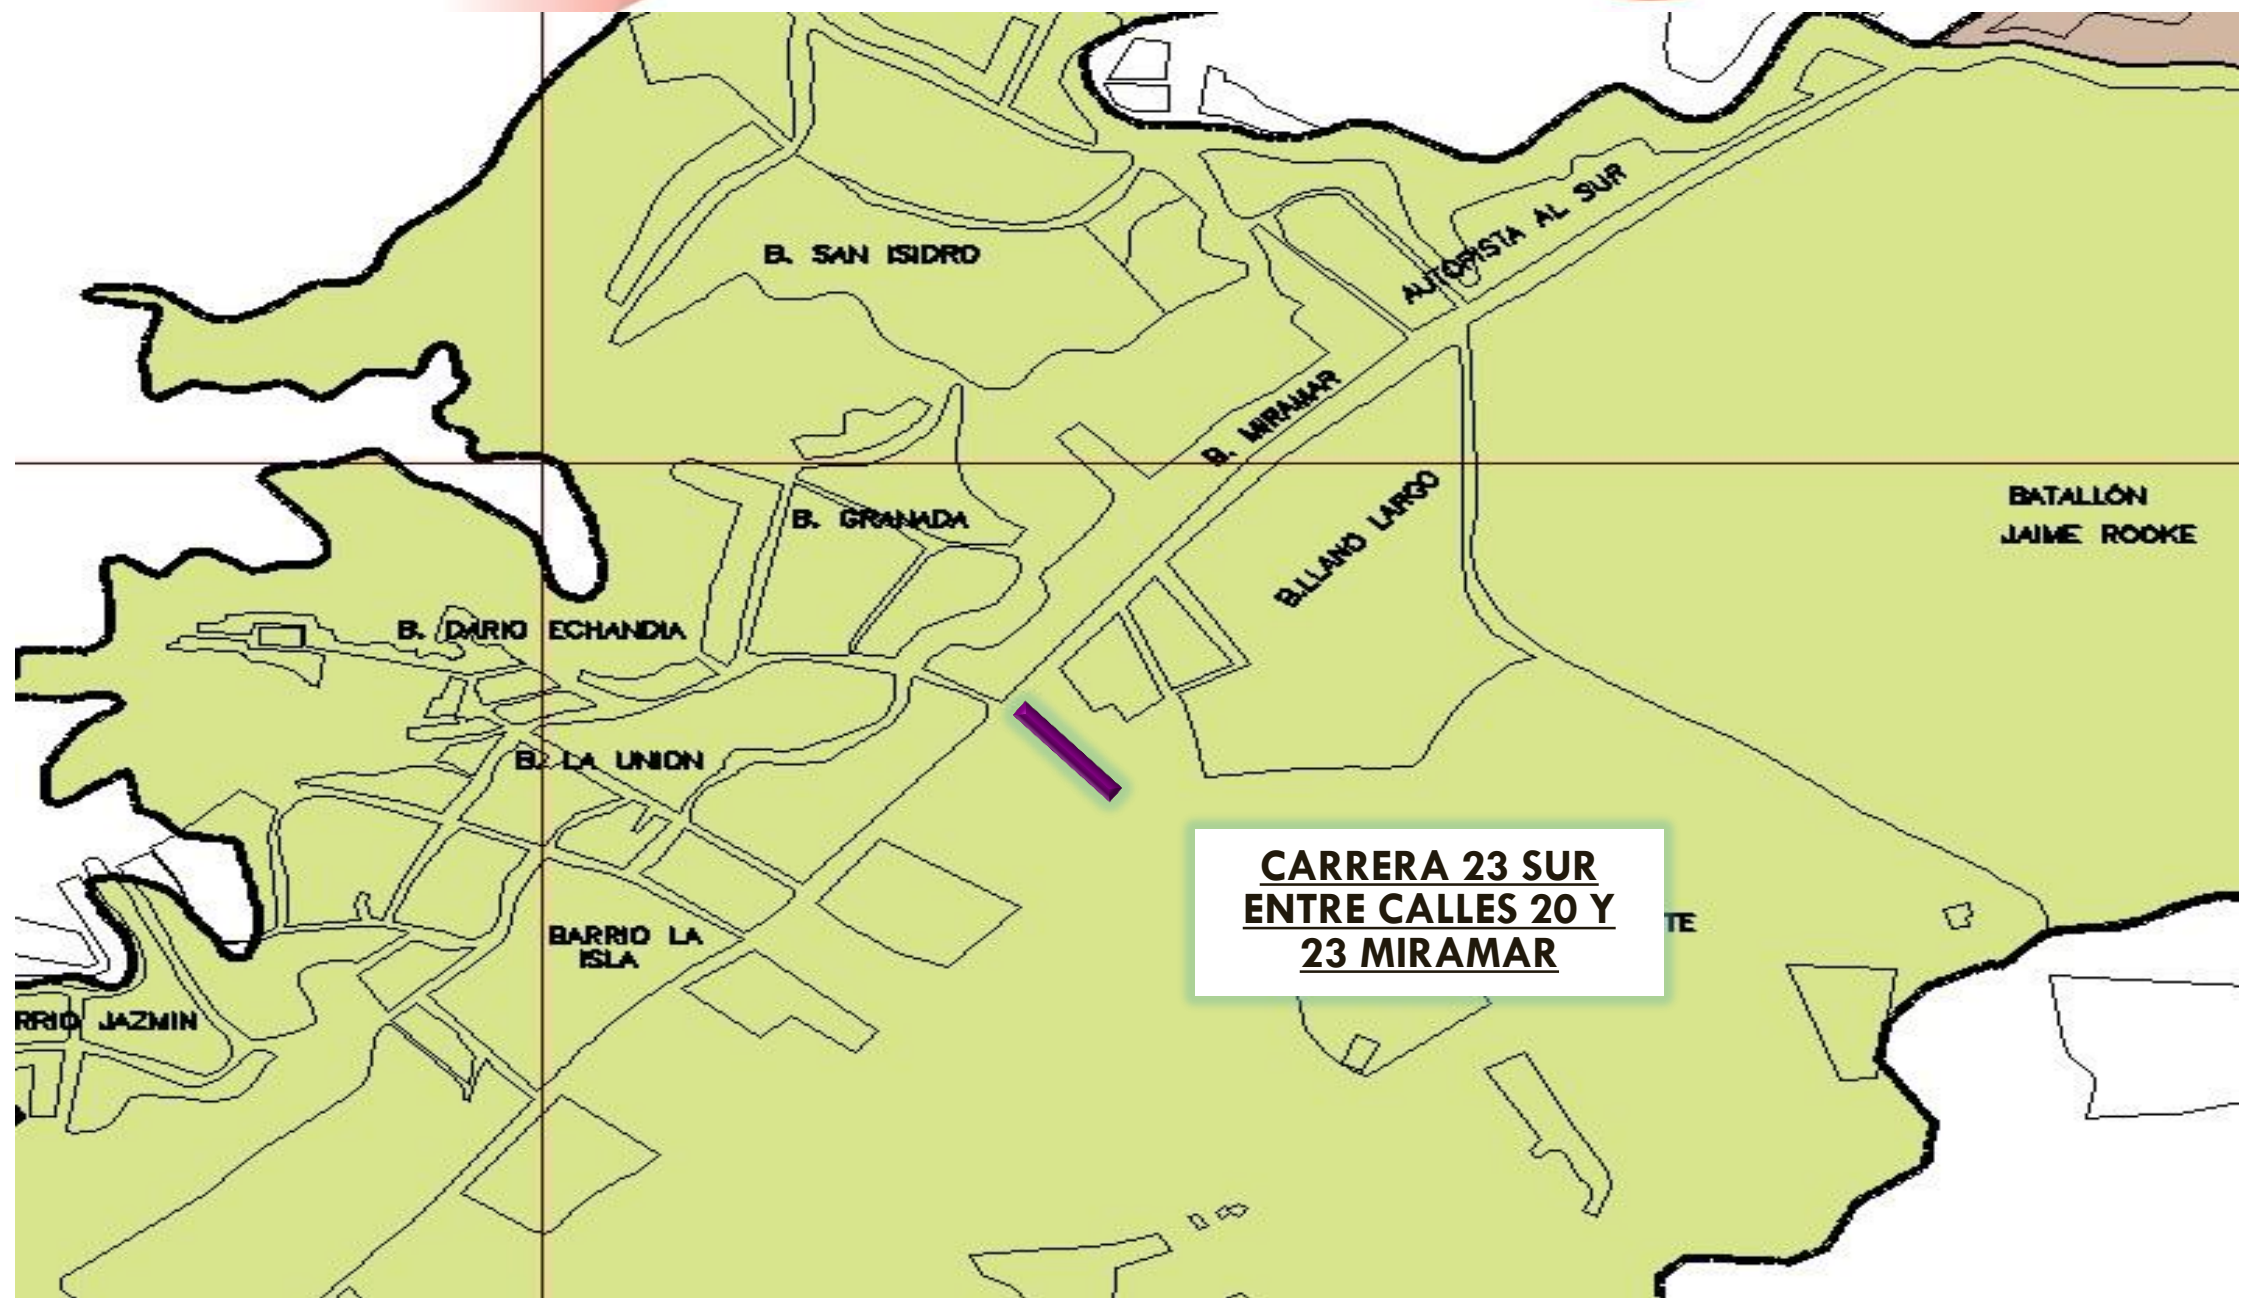 B. SAN ISIDRO
AUTOPISTA AL SUR
B. MIRAMAR
B. GRANADA
B.LLANO LARGO
BATALLÓN
JAIME ROOKE
B. DARIO ECHANDIA
B. LA UNION
CARRERA 23 SUR
ENTRE CALLES 20 Y
23 MIRAMAR
TE
BARRIO LA
ISLA
RRIO JAZMIN